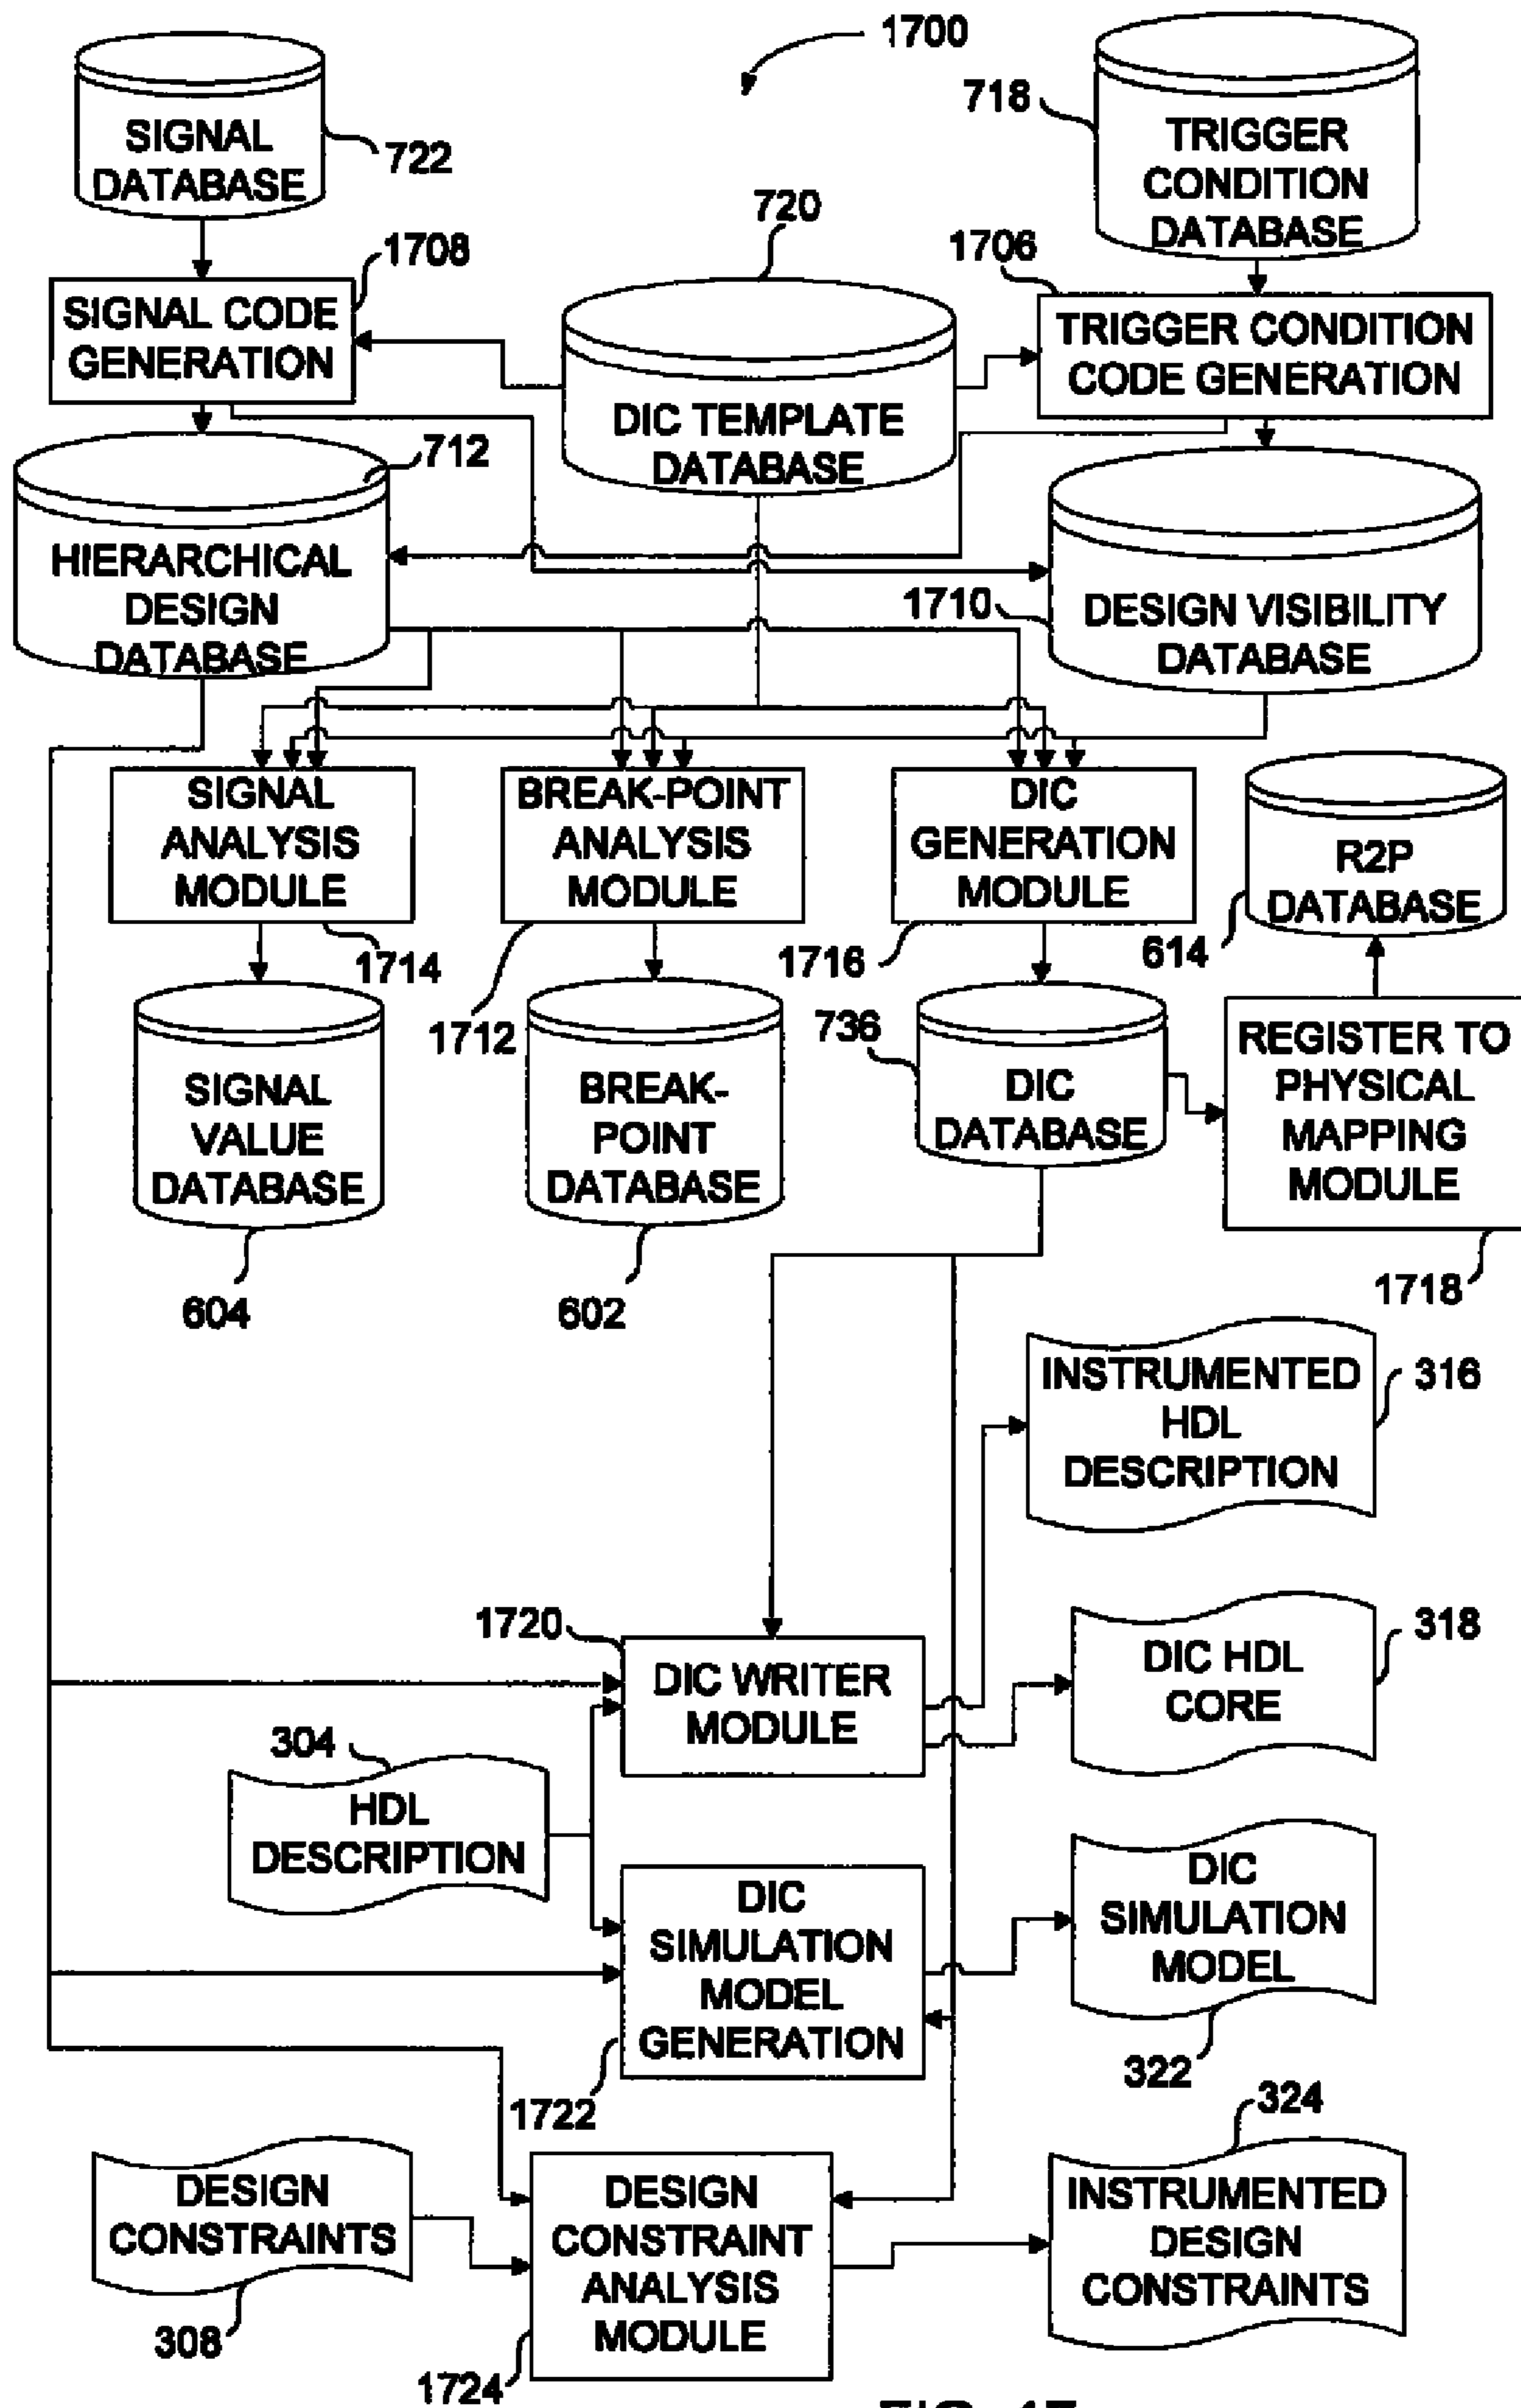 1700
SIGNAL
DATABASE
722
718
TRIGGER
CONDITION
DATABASE
720
1708
1706
SIGNAL CODE
GENERATION
TRIGGER CONDITION
CODE GENERATION
DIC TEMPLATE
DATABASE
712
HIERARCHICAL
DESIGN
DATABASE
1710
DESIGN VISIBILITY
DATABASE
SIGNAL
ANALYSIS
MODULE
1714
BREAK-POINT
ANALYSIS
MODULE
1712
DIC
GENERATION
MODULE
1716
R2P
DATABASE
614
SIGNAL
VALUE
DATABASE
604
BREAK-
POINT
DATABASE
602
736
DIC
DATABASE
REGISTER TO
PHYSICAL
MAPPING
MODULE
1718
INSTRUMENTED
HDL
DESCRIPTION
316
1720
DIC WRITER
MODULE
DIC HDL
CORE
318
304
HDL
DESCRIPTION
DIC
SIMULATION
MODEL
GENERATION
1722
DIC
SIMULATION
MODEL
322
DESIGN
CONSTRAINTS
308
DESIGN
CONSTRAINT
ANALYSIS
MODULE
1724
324
INSTRUMENTED
DESIGN
CONSTRAINTS